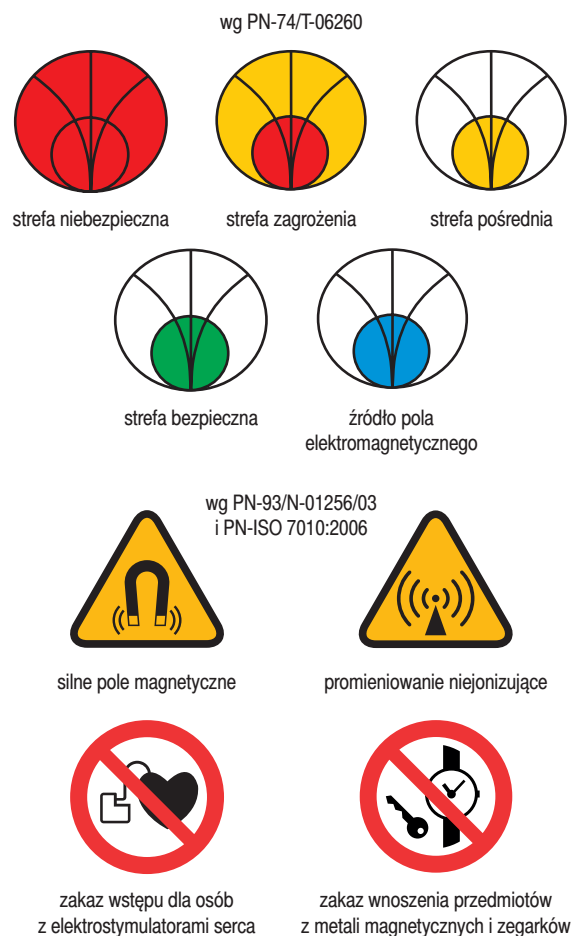 wg PN-74/T-06260
strefa niebezpieczna
strefa zagrożenia
strefa pośrednia
strefa bezpieczna
źródło pola
elektromagnetycznego
wg PN-93/N-01256/03
i PN-ISO 7010:2006
silne pole magnetyczne
promieniowanie niejonizujące
zakaz wstępu dla osób
z elektrostymulatorami serca
zakaz wnoszenia przedmiotów
z metali magnetycznych i zegarków